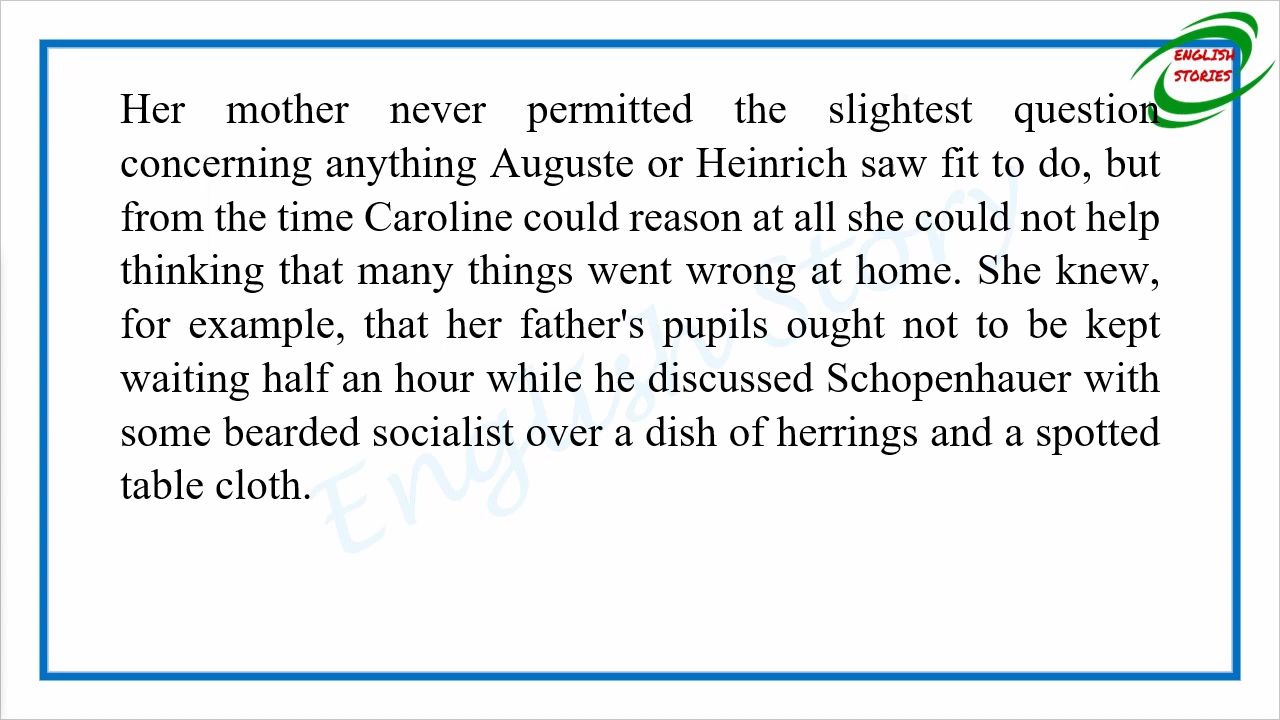 ENGLISH
STORIES
Her mother never permitted the slightest question
concerning anything Auguste or Heinrich saw fit to do, but
from the time Caroline could reason at all she could not help
thinking that many things went wrong at home. She knew,
for example, that her father's pupils ought not to be kept
waiting half an hour while he discussed Schopenhauer with
some bearded socialist over a dish of herrings and a spotted
table cloth.
English Story